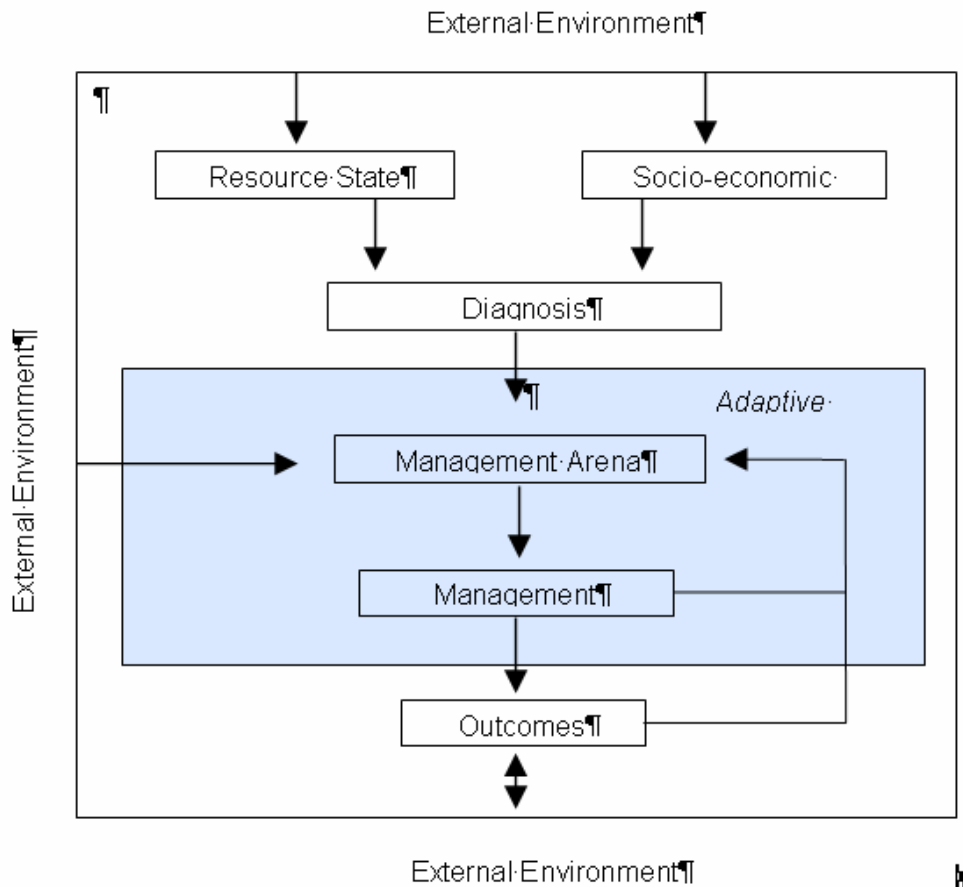 External·Environment¶
¶
Resource·State¶
Socio-economic·
Diagnosis¶
External·Environment¶
¶
Adaptive·
Management·Arena¶
Management¶
Outcomes¶
External·Environment¶